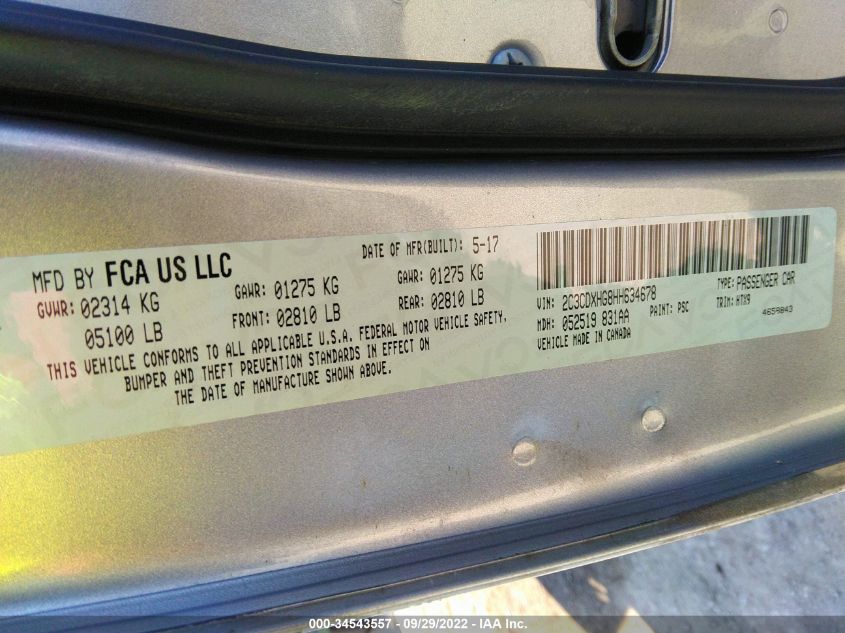 MFD BY FCA US LLC
DATE OF MFR(BUILT): 5-17
GVWR: 02314 KG
GAWR: 01275 KG
GAWR: 01275 KG
05100 LB
FRONT: 02810 LB
REAR: 02810 LB
THIS VEHICLE CONFORMS TO ALL APPLICABLE U.S.A. FEDERAL MOTOR VEHICLE SAFETY,
BUMPER AND THEFT PREVENTION STANDARDS IN EFFECT ON
THE DATE OF MANUFACTURE SHOWN ABOVE.
VIN: 2C3CDXHG8HH634678
TYPE: PASSENGER CAR
MDH: 052519 831AA
PAINT: PSC
TRIM: HTX9
VEHICLE MADE IN CANADA
4659843
000-34543557 - 09/29/2022 - IAA Inc.